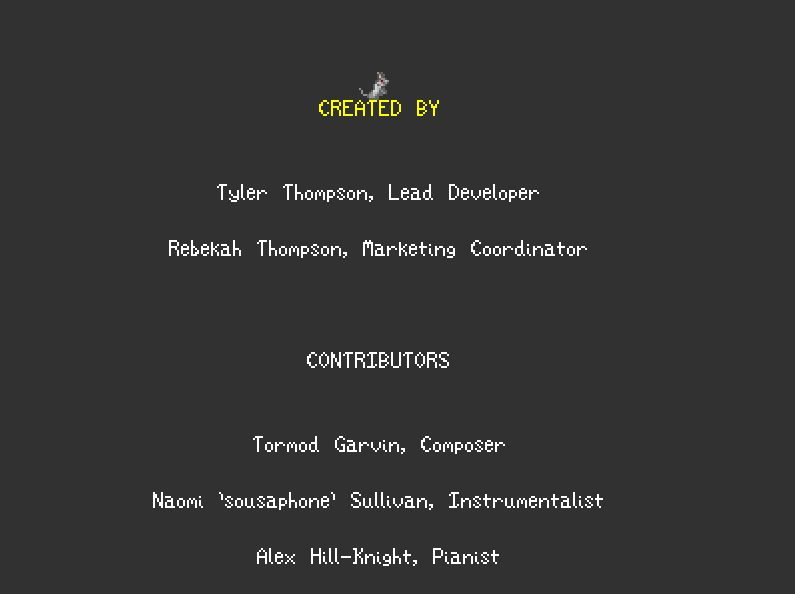 CREATED BY
Tyler Thompson, Lead Developer
Rebekah Thompson, Marketing Coordinator
CONTRIBUTORS
Tormod Garvin, Composer
Naomi 'sousaphone' Sullivan, Instrumentalist
Alex Hill-Knight, Pianist